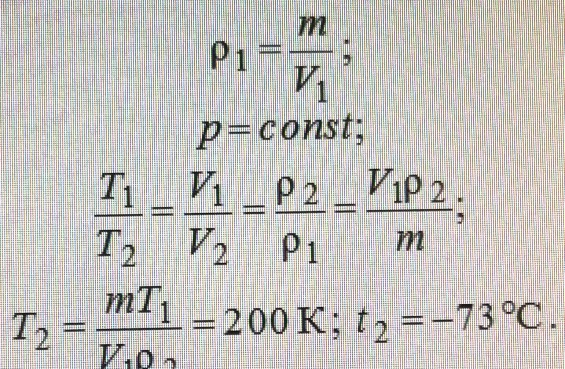 ρ₁ = m/V₁;
p = const;
T₁/T₂ = V₁/V₂ = ρ₂/ρ₁ = V₁ρ₂/m;
T₂ = mT₁/V₁ρ₂ = 200 K; t₂ = −73 °C.